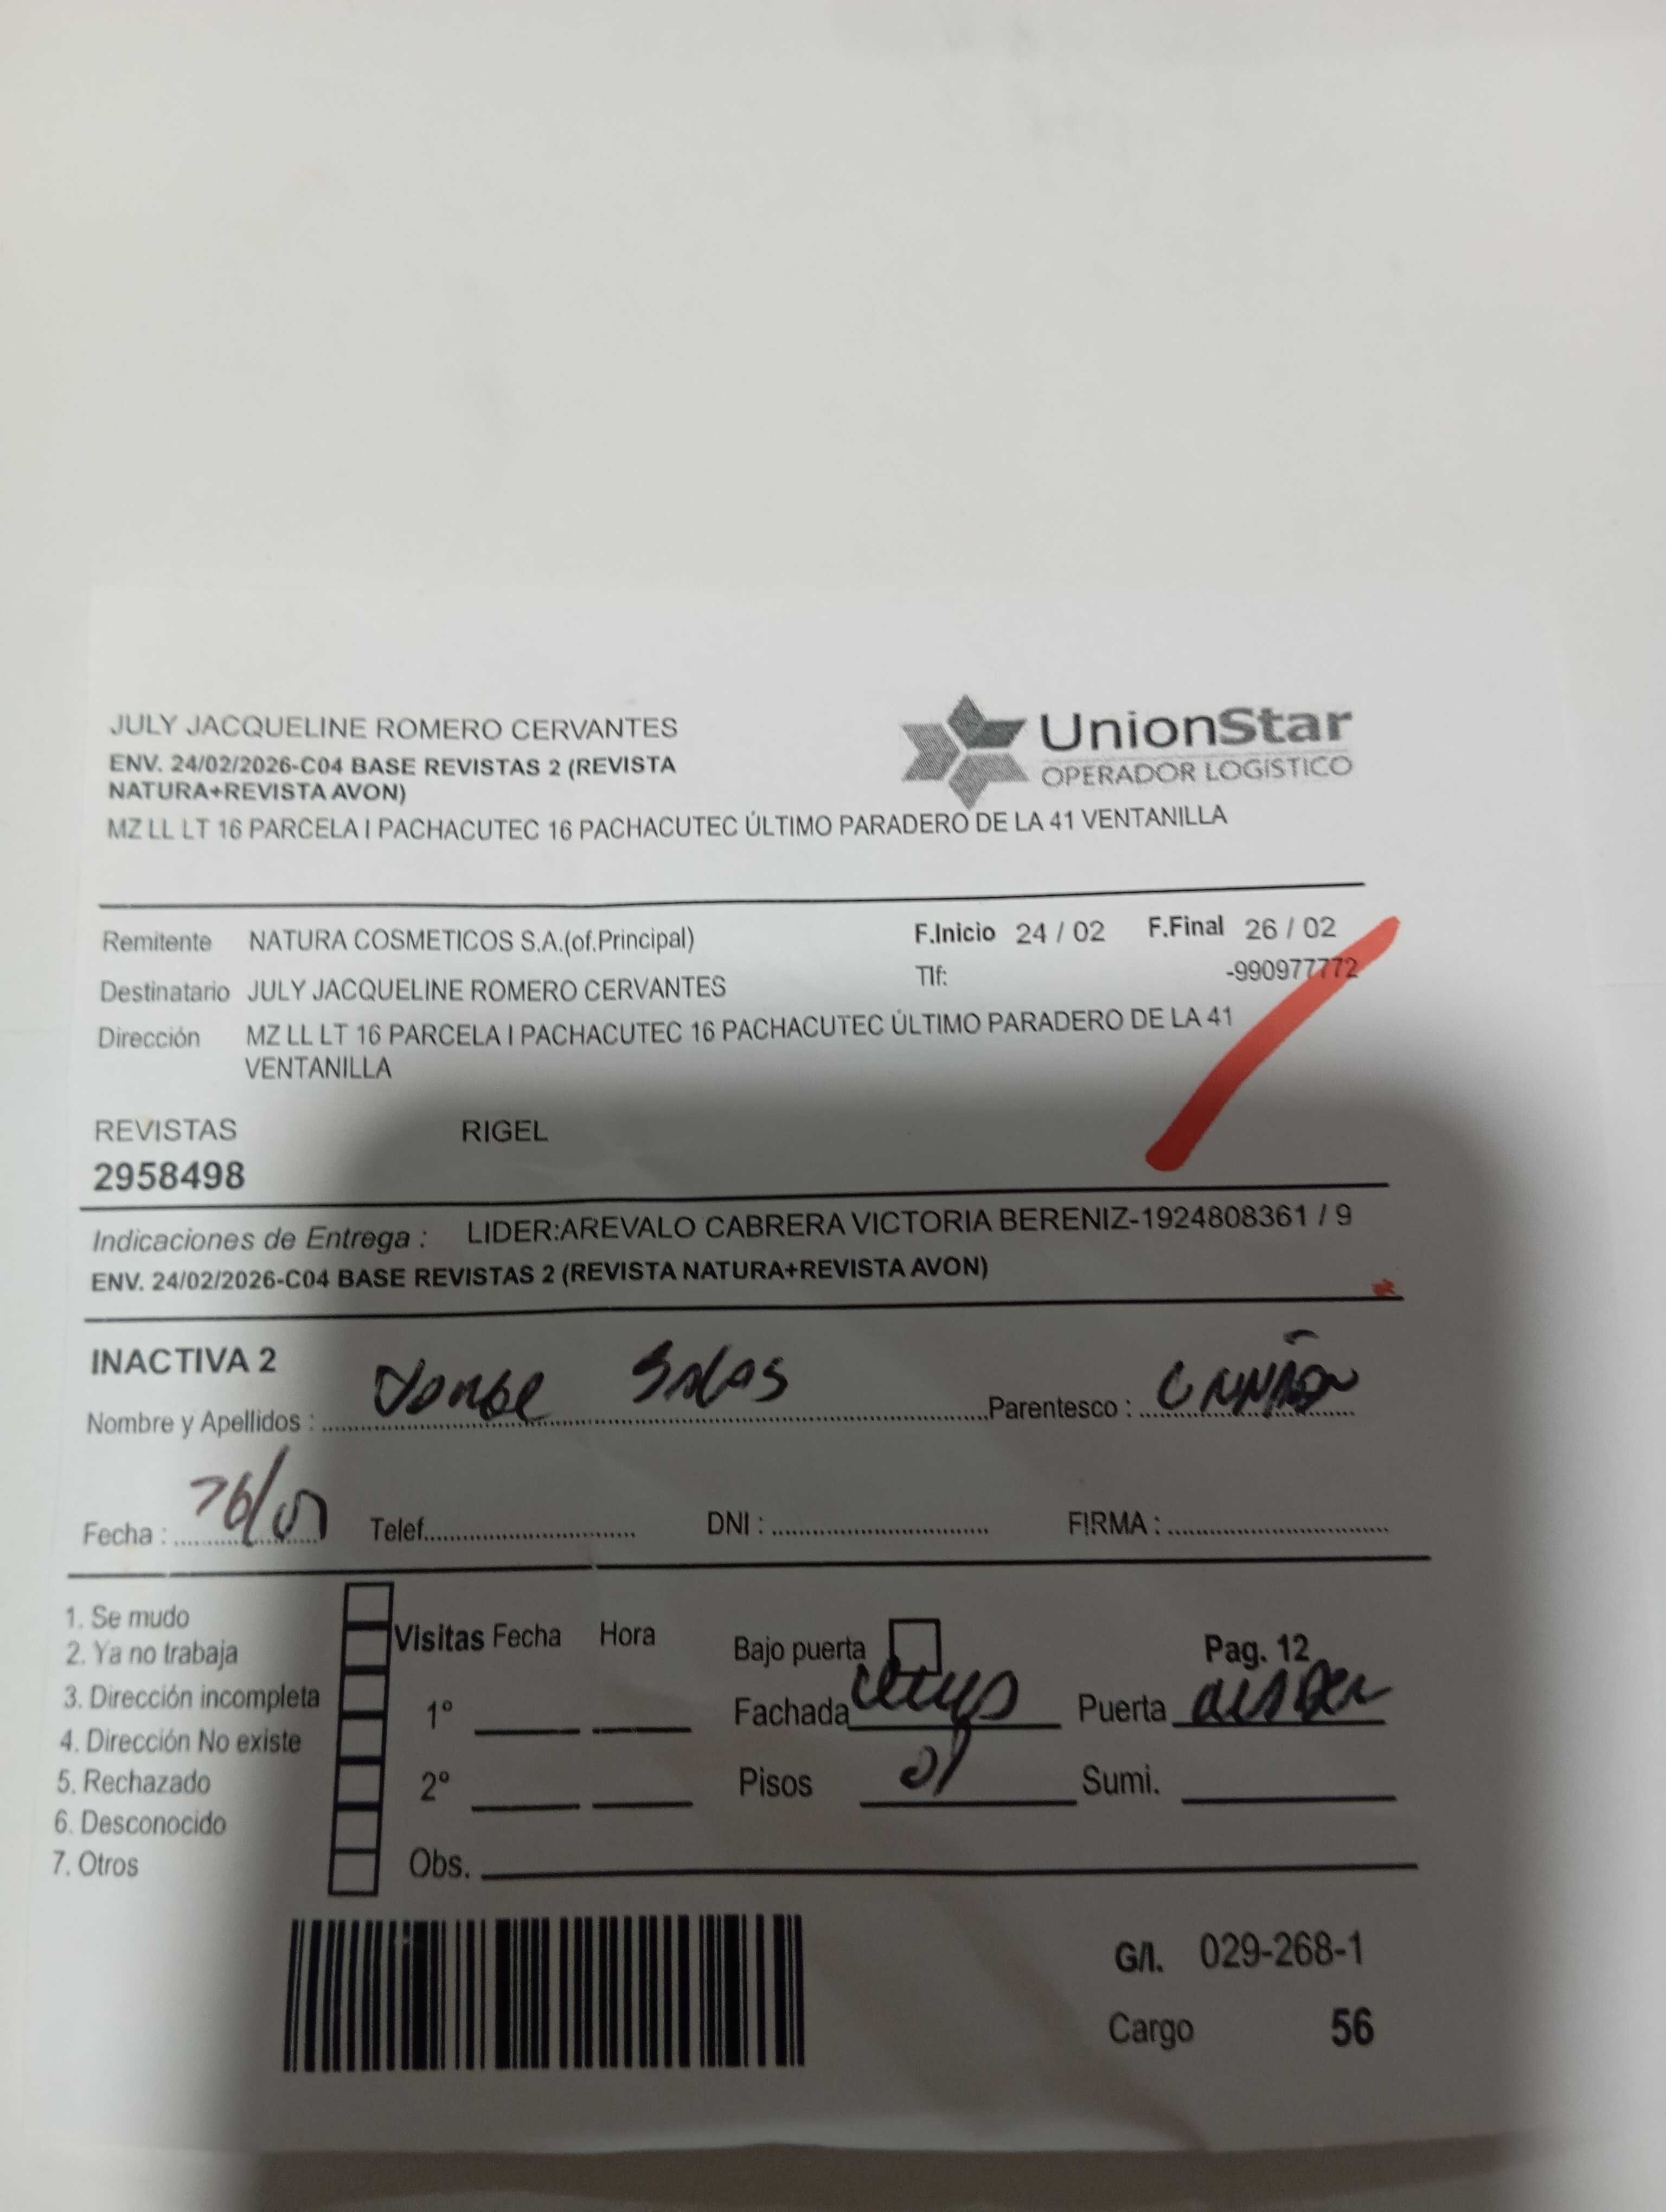 JULY JACQUELINE ROMERO CERVANTES
ENV. 24/02/2026-C04 BASE REVISTAS 2 (REVISTA
NATURA+REVISTA AVON)
MZ LL LT 16 PARCELA I PACHACUTEC 16 PACHACUTEC ÚLTIMO PARADERO DE LA 41 VENTANILLA
UnionStar
OPERADOR LOGÍSTICO
Remitente NATURA COSMETICOS S.A.(of.Principal) F.Inicio 24 / 02 F.Final 26 / 02
Destinatario JULY JACQUELINE ROMERO CERVANTES Tlf: -990977772
Dirección MZ LL LT 16 PARCELA I PACHACUTEC 16 PACHACUTEC ÚLTIMO PARADERO DE LA 41
VENTANILLA
REVISTAS RIGEL
2958498
Indicaciones de Entrega : LIDER:AREVALO CABRERA VICTORIA BERENIZ-1924808361 / 9
ENV. 24/02/2026-C04 BASE REVISTAS 2 (REVISTA NATURA+REVISTA AVON)
INACTIVA 2
Nombre y Apellidos : Salas Parentesco :
Fecha : Telef. DNI : FIRMA :
1. Se mudo
2. Ya no trabaja
3. Dirección incompleta
4. Dirección No existe
5. Rechazado
6. Desconocido
7. Otros
Visitas Fecha Hora
1º
2º
Obs.
Bajo puerta Pag. 12
Fachada Puerta
Pisos 01 Sumi.
G/I. 029-268-1
Cargo 56